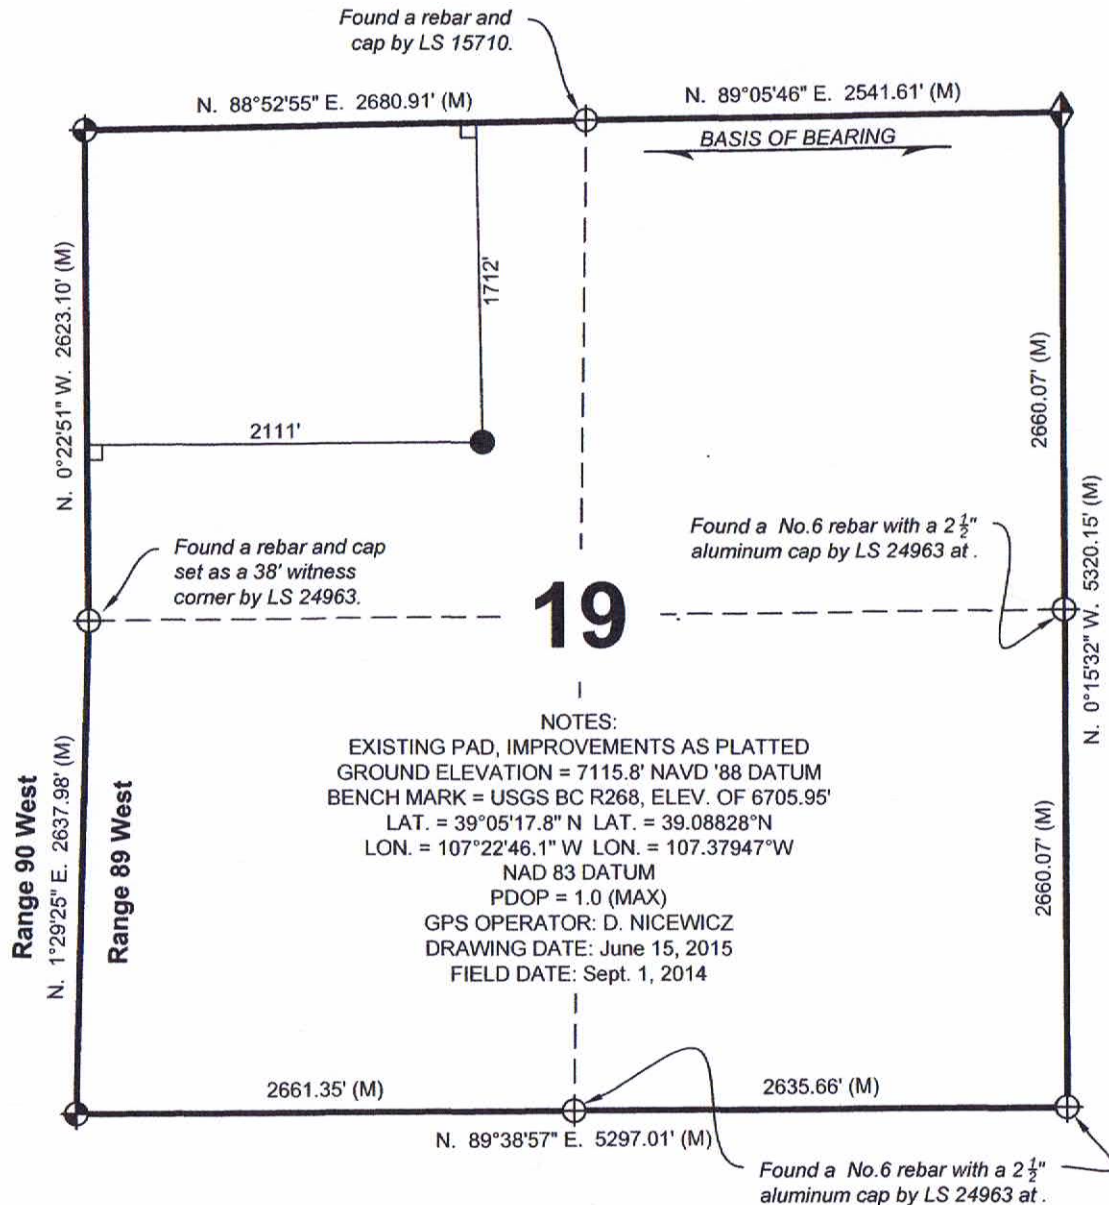 Found a rebar and
cap by LS 15710.
N. 88°52'55" E. 2680.91' (M)
N. 89°05'46" E. 2541.61' (M)
BASIS OF BEARING
N. 0°22'51" W. 2623.10' (M)
1712'
2660.07' (M)
2111'
Found a rebar and cap
set as a 38' witness
corner by LS 24963.
Found a No.6 rebar with a 2 1/2"
aluminum cap by LS 24963 at .
N. 0°15'32" W. 5320.15' (M)
19
NOTES:
EXISTING PAD, IMPROVEMENTS AS PLATTED
GROUND ELEVATION = 7115.8' NAVD '88 DATUM
BENCH MARK = USGS BC R268, ELEV. OF 6705.95'
LAT. = 39°05'17.8" N LAT. = 39.08828°N
LON. = 107°22'46.1" W LON. = 107.37947°W
NAD 83 DATUM
PDOP = 1.0 (MAX)
GPS OPERATOR: D. NICEWICZ
DRAWING DATE: June 15, 2015
FIELD DATE: Sept. 1, 2014
Range 90 West
N. 1°29'25" E. 2637.98' (M)
Range 89 West
2660.07' (M)
2661.35' (M)
2635.66' (M)
N. 89°38'57" E. 5297.01' (M)
Found a No.6 rebar with a 2 1/2"
aluminum cap by LS 24963 at .